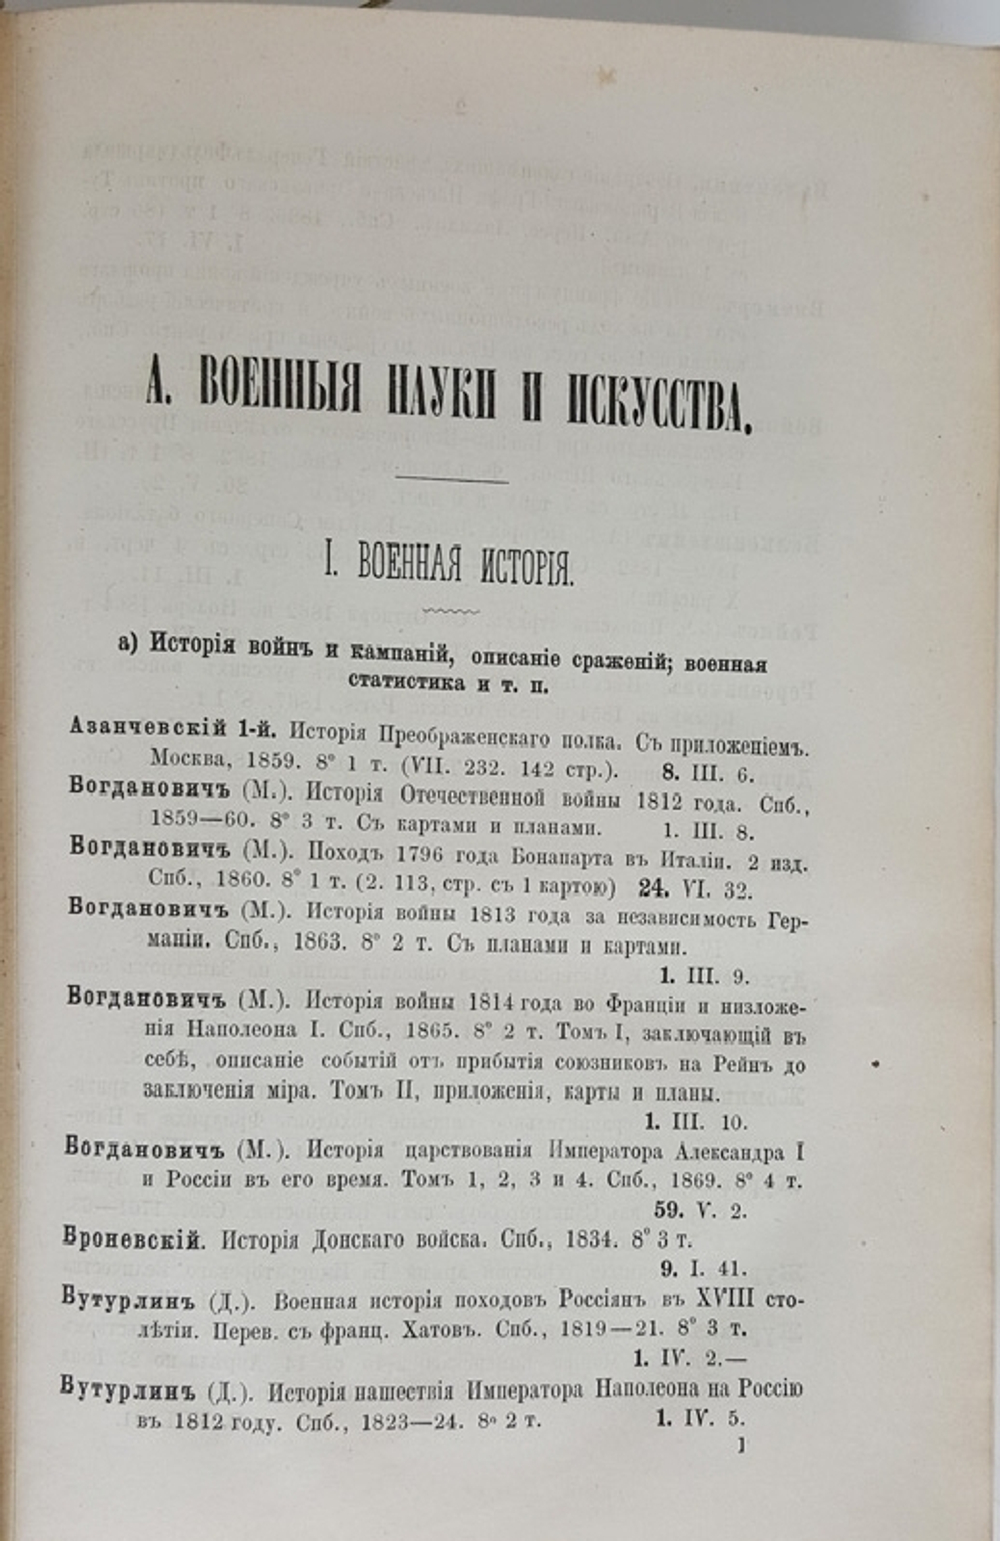 А. ВОЕННЫЯ НАУКИ И ИСКУССТВА.
I. ВОЕННАЯ ИСТОРІЯ.
а) Исторія войнъ и кампаній, описаніе сраженій; военная
статистика и т. п.
Азанчевскій 1-й. Исторія Преображенскаго полка. Съ приложеніемъ.
Москва, 1859. 8° 1 т. (VII. 232. 142 стр.). 8. III. 6.
Богдановичъ (М.). Исторія Отечественной войны 1812 года. Спб.,
1859—60. 8° 3 т. Съ картами и планами. 1. III. 8.
Богдановичъ (М.). Походъ 1796 года Бонапарта въ Италіи. 2 изд.
Спб., 1860. 8° 1 т. (2. 113, стр. съ 1 картою) 24. VI. 32.
Богдановичъ (М.). Исторія войны 1813 года за независимость Гер-
маніи. Спб., 1863. 8° 2 т. Съ планами и картами.
1. III. 9.
Богдановичъ (М.). Исторія войны 1814 года во Франціи и низложе-
нія Наполеона I. Спб., 1865. 8° 2 т. Томъ I, заключающій въ
себѣ, описаніе событій отъ прибытія союзниковъ на Рейнъ до
заключенія міра. Томъ II, приложенія, карты и планы.
1. III. 10.
Богдановичъ (М.). Исторія царствованія Императора Александра I
и Россіи въ его время. Томъ 1, 2, 3 и 4. Спб., 1869. 8° 4 т.
59. V. 2.
Броневскій. Исторія Донскаго войска. Спб., 1834. 8° 3 т.
9. I. 41.
Бутурлинъ (Д.). Военная исторія походовъ Россіянъ въ XVIII сто-
лѣтіи. Перев. съ франц. Хатовъ. Спб., 1819—21. 8° 3 т.
1. IV. 2.—
Бутурлинъ (Д.). Исторія нашествія Императора Наполеона на Россію
въ 1812 году. Спб., 1823—24. 8° 2 т. 1. IV. 5.
1